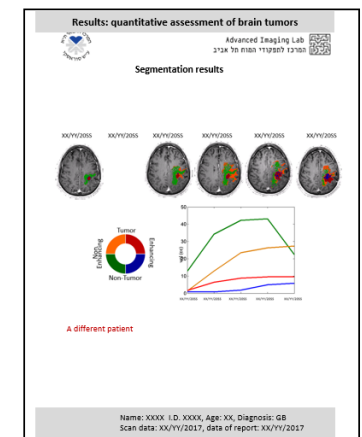 Results: quantitative assessment of brain tumors
Advanced Imaging Lab
המרכז לתפקודי המוח תל אביב
Segmentation results
XX/YY/20SS XX/YY/20SS XX/YY/20SS XX/YY/20SS XX/YY/20SS XX/YY/20SS
Tumor
Non Enhancing
Enhancing
Non-Tumor
50
40
30
20
10
0
A different patient
Name: XXXX I.D. XXXX, Age: XX, Diagnosis: GB
Scan data: XX/YY/2017, data of report: XX/YY/2017